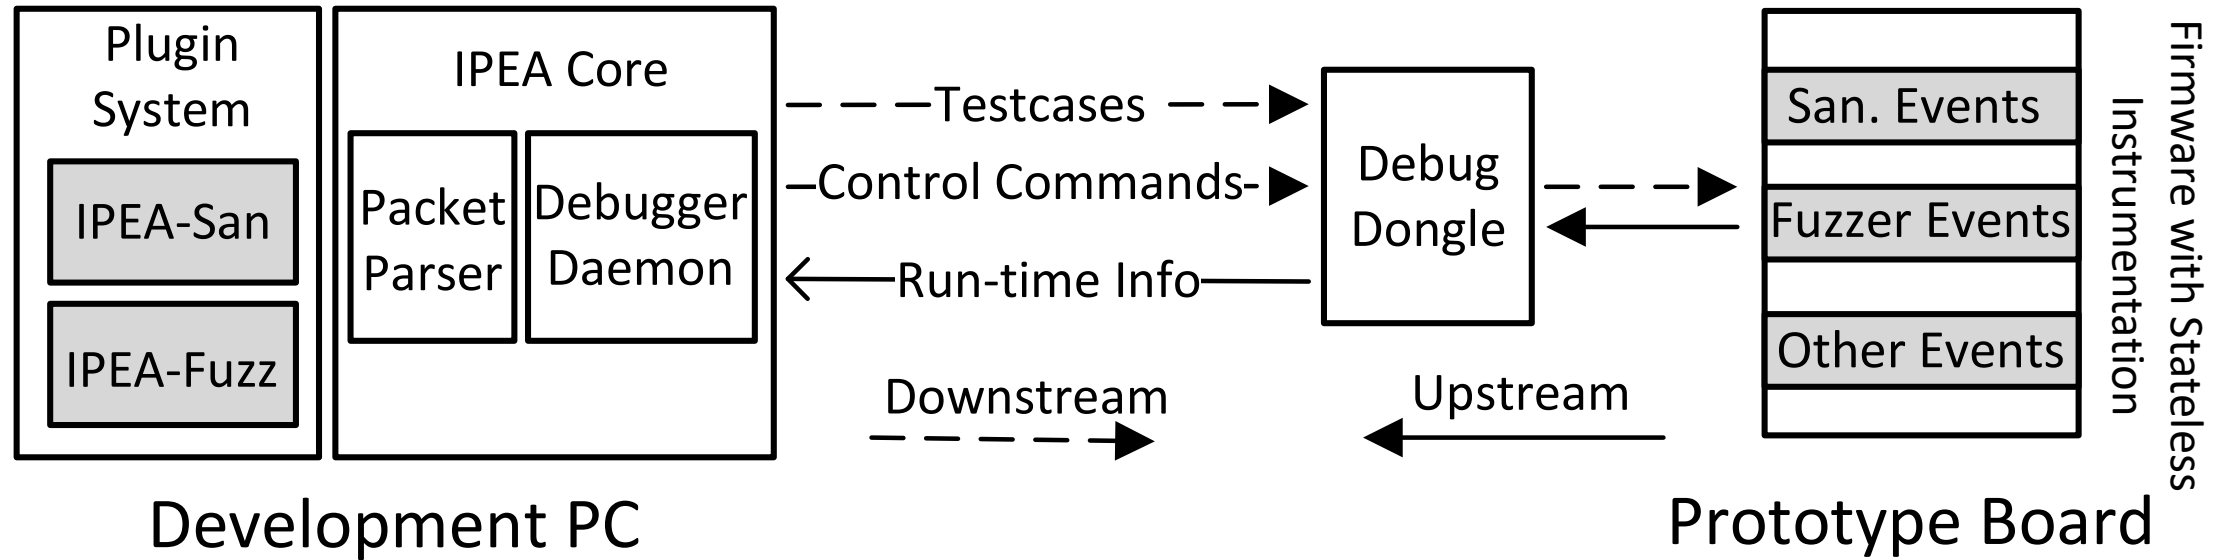 Plugin
System
IPEA-San
IPEA-Fuzz
IPEA Core
Packet
Parser
Debugger
Daemon
Development PC
Testcases
Control Commands
Run-time Info
Downstream
Upstream
Debug
Dongle
San. Events
Fuzzer Events
Other Events
Firmware with Stateless
Instrumentation
Prototype Board